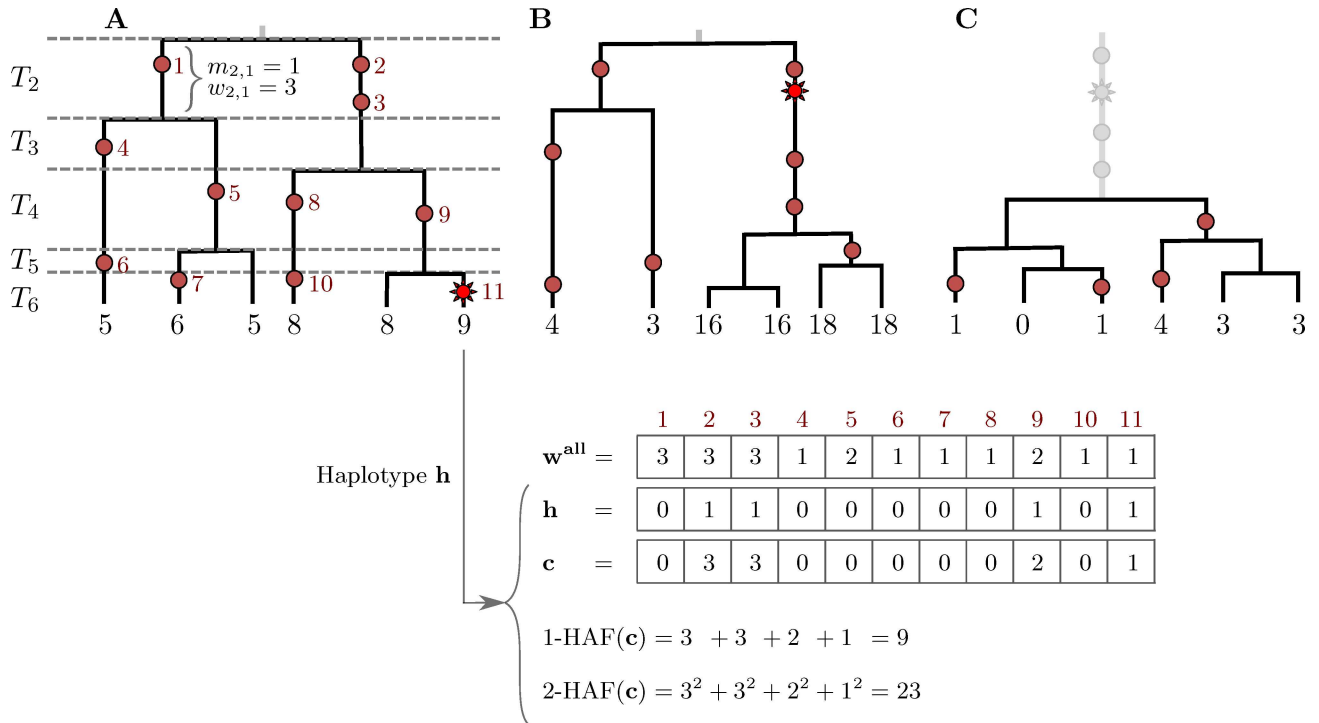 A
B
C
T₂
1
m₂,₁ = 1
w₂,₁ = 3
2
3
T₃
4
T₄
5
8
9
T₅
6
7
10
T₆
11
5 6 5 8 8 9
4 3 16 16 18 18
1 0 1 4 3 3
1 2 3 4 5 6 7 8 9 10 11
w^all = 3 3 3 1 2 1 1 1 2 1 1
Haplotype h
h = 0 1 1 0 0 0 0 0 1 0 1
c = 0 3 3 0 0 0 0 0 2 0 1
1-HAF(c) = 3 + 3 + 2 + 1 = 9
2-HAF(c) = 3² + 3² + 2² + 1² = 23